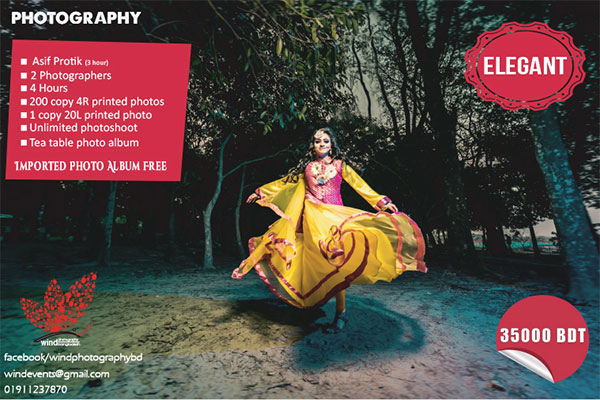 PHOTOGRAPHY
Asif Protik (3 hour)
2 Photographers
4 Hours
200 copy 4R printed photos
1 copy 20L printed photo
Unlimited photoshoot
Tea table photo album
IMPORTED PHOTO ALBUM FREE
ELEGANT
35000 BDT
wind
facebook/windphotographybd
windevents@gmail.com
01911237870